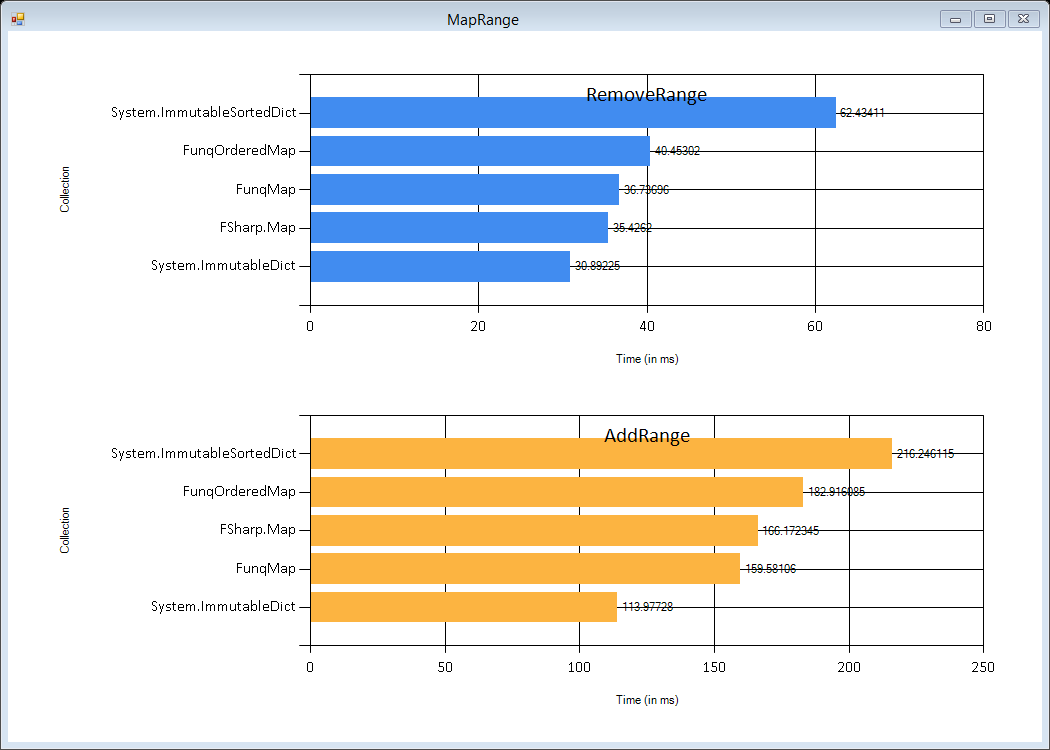 MapRange
RemoveRange
Collection
System.ImmutableSortedDict 62.43411
FunqOrderedMap 40.45302
FunqMap 36.73696
FSharp.Map 35.4262
System.ImmutableDict 30.89225
0 20 40 60 80
Time (in ms)
AddRange
Collection
System.ImmutableSortedDict 216.246115
FunqOrderedMap 182.916085
FSharp.Map 166.172345
FunqMap 159.58106
System.ImmutableDict 113.97728
0 50 100 150 200 250
Time (in ms)